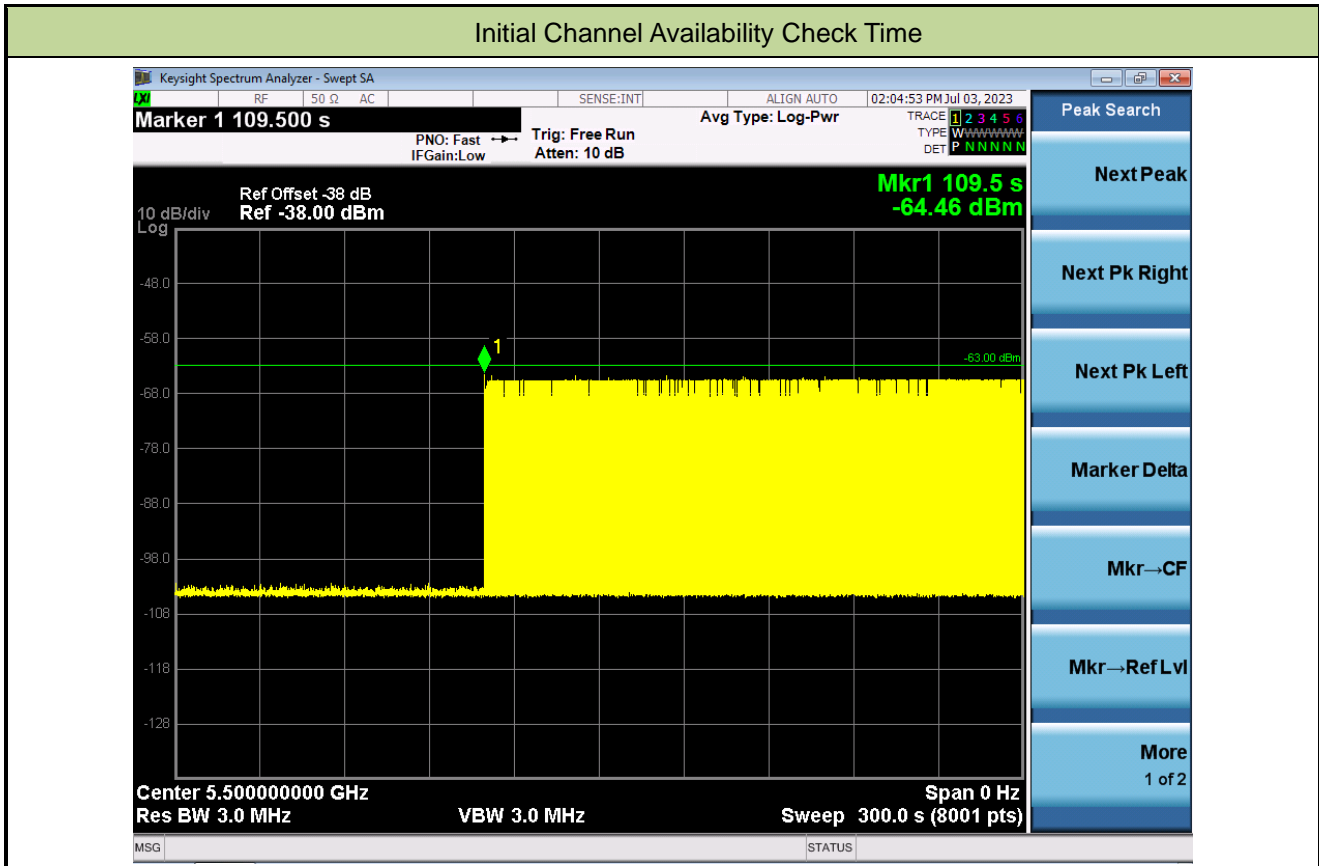 Initial Channel Availability Check Time
Keysight Spectrum Analyzer - Swept SA
LXI RF 50 Ω AC SENSE:INT ALIGN AUTO 02:04:53 PM Jul 03, 2023
Marker 1 109.500 s
PNO: Fast
IFGain:Low
Trig: Free Run
Atten: 10 dB
Avg Type: Log-Pwr
TRACE 1 2 3 4 5 6
TYPE WWWWWW
DET P N N N N N
Ref Offset -38 dB
10 dB/div Ref -38.00 dBm
Log
Mkr1 109.5 s
-64.46 dBm
-48.0
-58.0
1
-63.00 dBm
-68.0
-78.0
-88.0
-98.0
-108
-118
-128
Center 5.500000000 GHz
Span 0 Hz
Res BW 3.0 MHz
VBW 3.0 MHz
Sweep 300.0 s (8001 pts)
MSG
STATUS
Peak Search
Next Peak
Next Pk Right
Next Pk Left
Marker Delta
Mkr→CF
Mkr→Ref Lvl
More
1 of 2